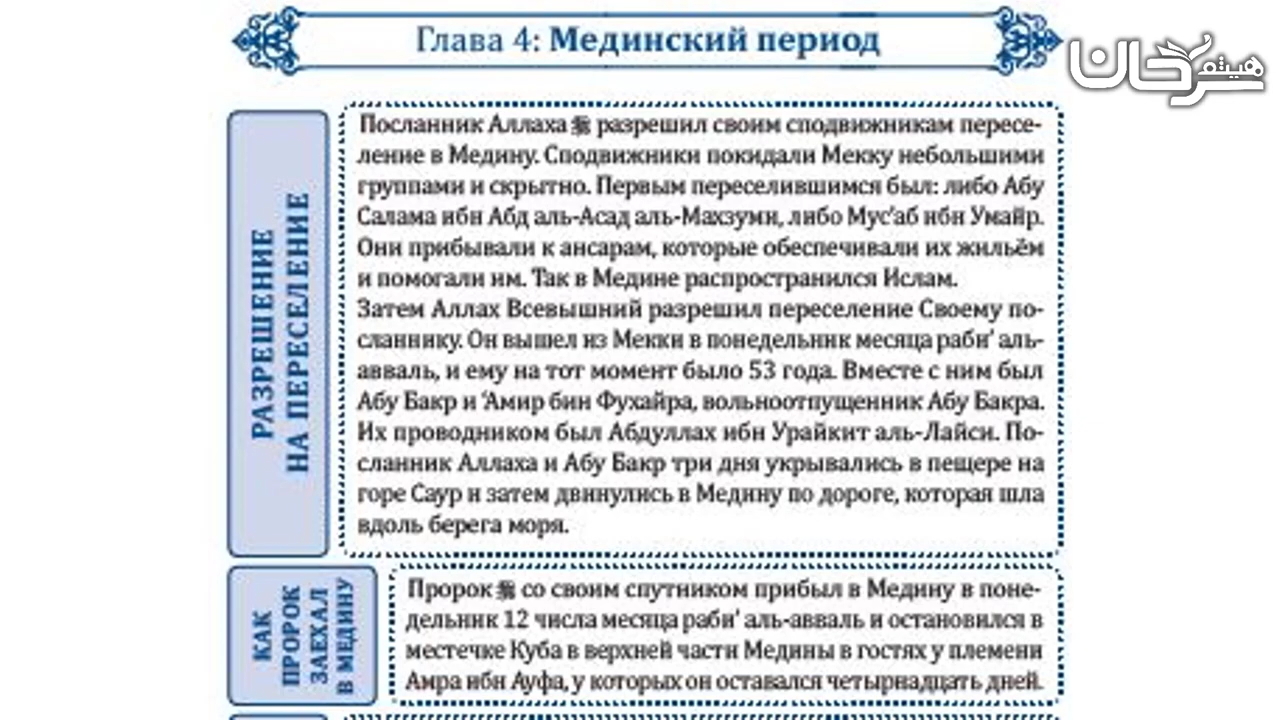 Глава 4: Мединский период
هيثم سرحان
РАЗРЕШЕНИЕ
НА ПЕРЕСЕЛЕНИЕ
Посланник Аллаха ﷺ разрешил своим сподвижникам пересе-
ление в Медину. Сподвижники покидали Мекку небольшими
группами и скрытно. Первым переселившимся был: либо Абу
Салама ибн Абд аль-Асад аль-Махзуми, либо Мус’аб ибн Умайр.
Они прибывали к ансарам, которые обеспечивали их жильём
и помогали им. Так в Медине распространился Ислам.
Затем Аллах Всевышний разрешил переселение Своему по-
сланнику. Он вышел из Мекки в понедельник месяца раби’ аль-
авваль, и ему на тот момент было 53 года. Вместе с ним был
Абу Бакр и ‘Амир бин Фухайра, вольноотпущенник Абу Бакра.
Их проводником был Абдуллах ибн Урайкит аль-Лайси. По-
сланник Аллаха и Абу Бакр три дня укрывались в пещере на
горе Саур и затем двинулись в Медину по дороге, которая шла
вдоль берега моря.
КАК
ПРОРОК
ЗАЕХАЛ
В МЕДИНУ
Пророк ﷺ со своим спутником прибыл в Медину в поне-
дельник 12 числа месяца раби’ аль-авваль и остановился в
местечке Куба в верхней части Медины в гостях у племени
Амра ибн Ауфа, у которых он оставался четырнадцать дней.